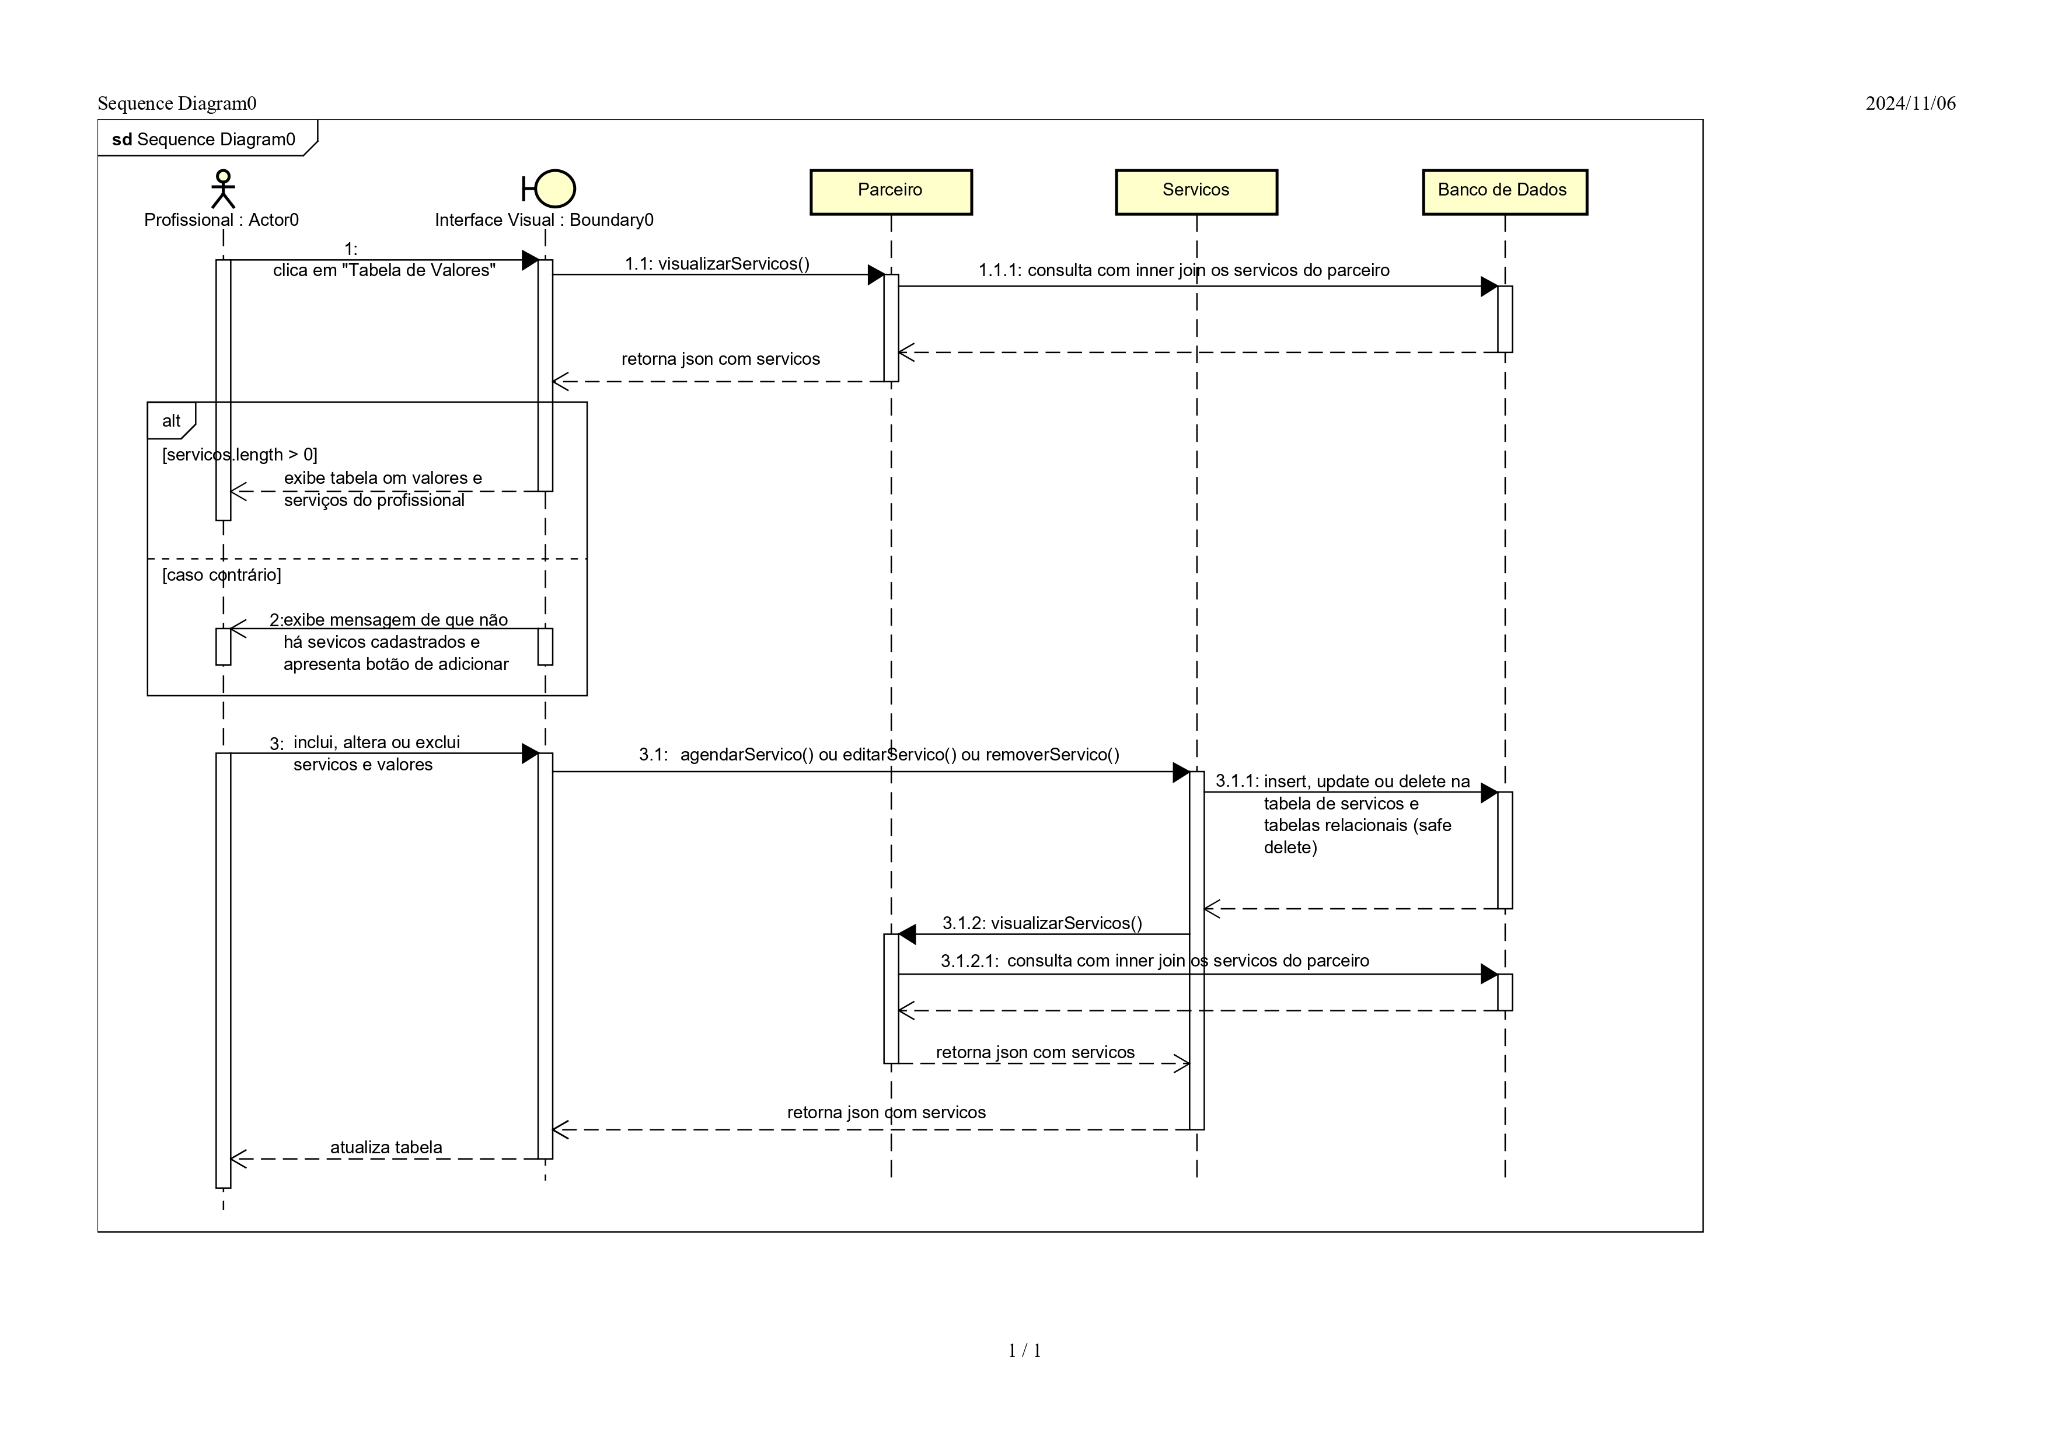 Sequence Diagram0
2024/11/06
sd Sequence Diagram0
Profissional : Actor0
Interface Visual : Boundary0
Parceiro
Servicos
Banco de Dados
1:
clica em "Tabela de Valores"
1.1: visualizarServicos()
1.1.1: consulta com inner join os servicos do parceiro
retorna json com servicos
alt
[servicos.length > 0]
exibe tabela om valores e
serviços do profissional
[caso contrário]
2:exibe mensagem de que não
há sevicos cadastrados e
apresenta botão de adicionar
3: inclui, altera ou exclui
servicos e valores
3.1: agendarServico() ou editarServico() ou removerServico()
3.1.1: insert, update ou delete na
tabela de servicos e
tabelas relacionais (safe
delete)
3.1.2: visualizarServicos()
3.1.2.1: consulta com inner join os servicos do parceiro
retorna json com servicos
retorna json com servicos
atualiza tabela
1 / 1